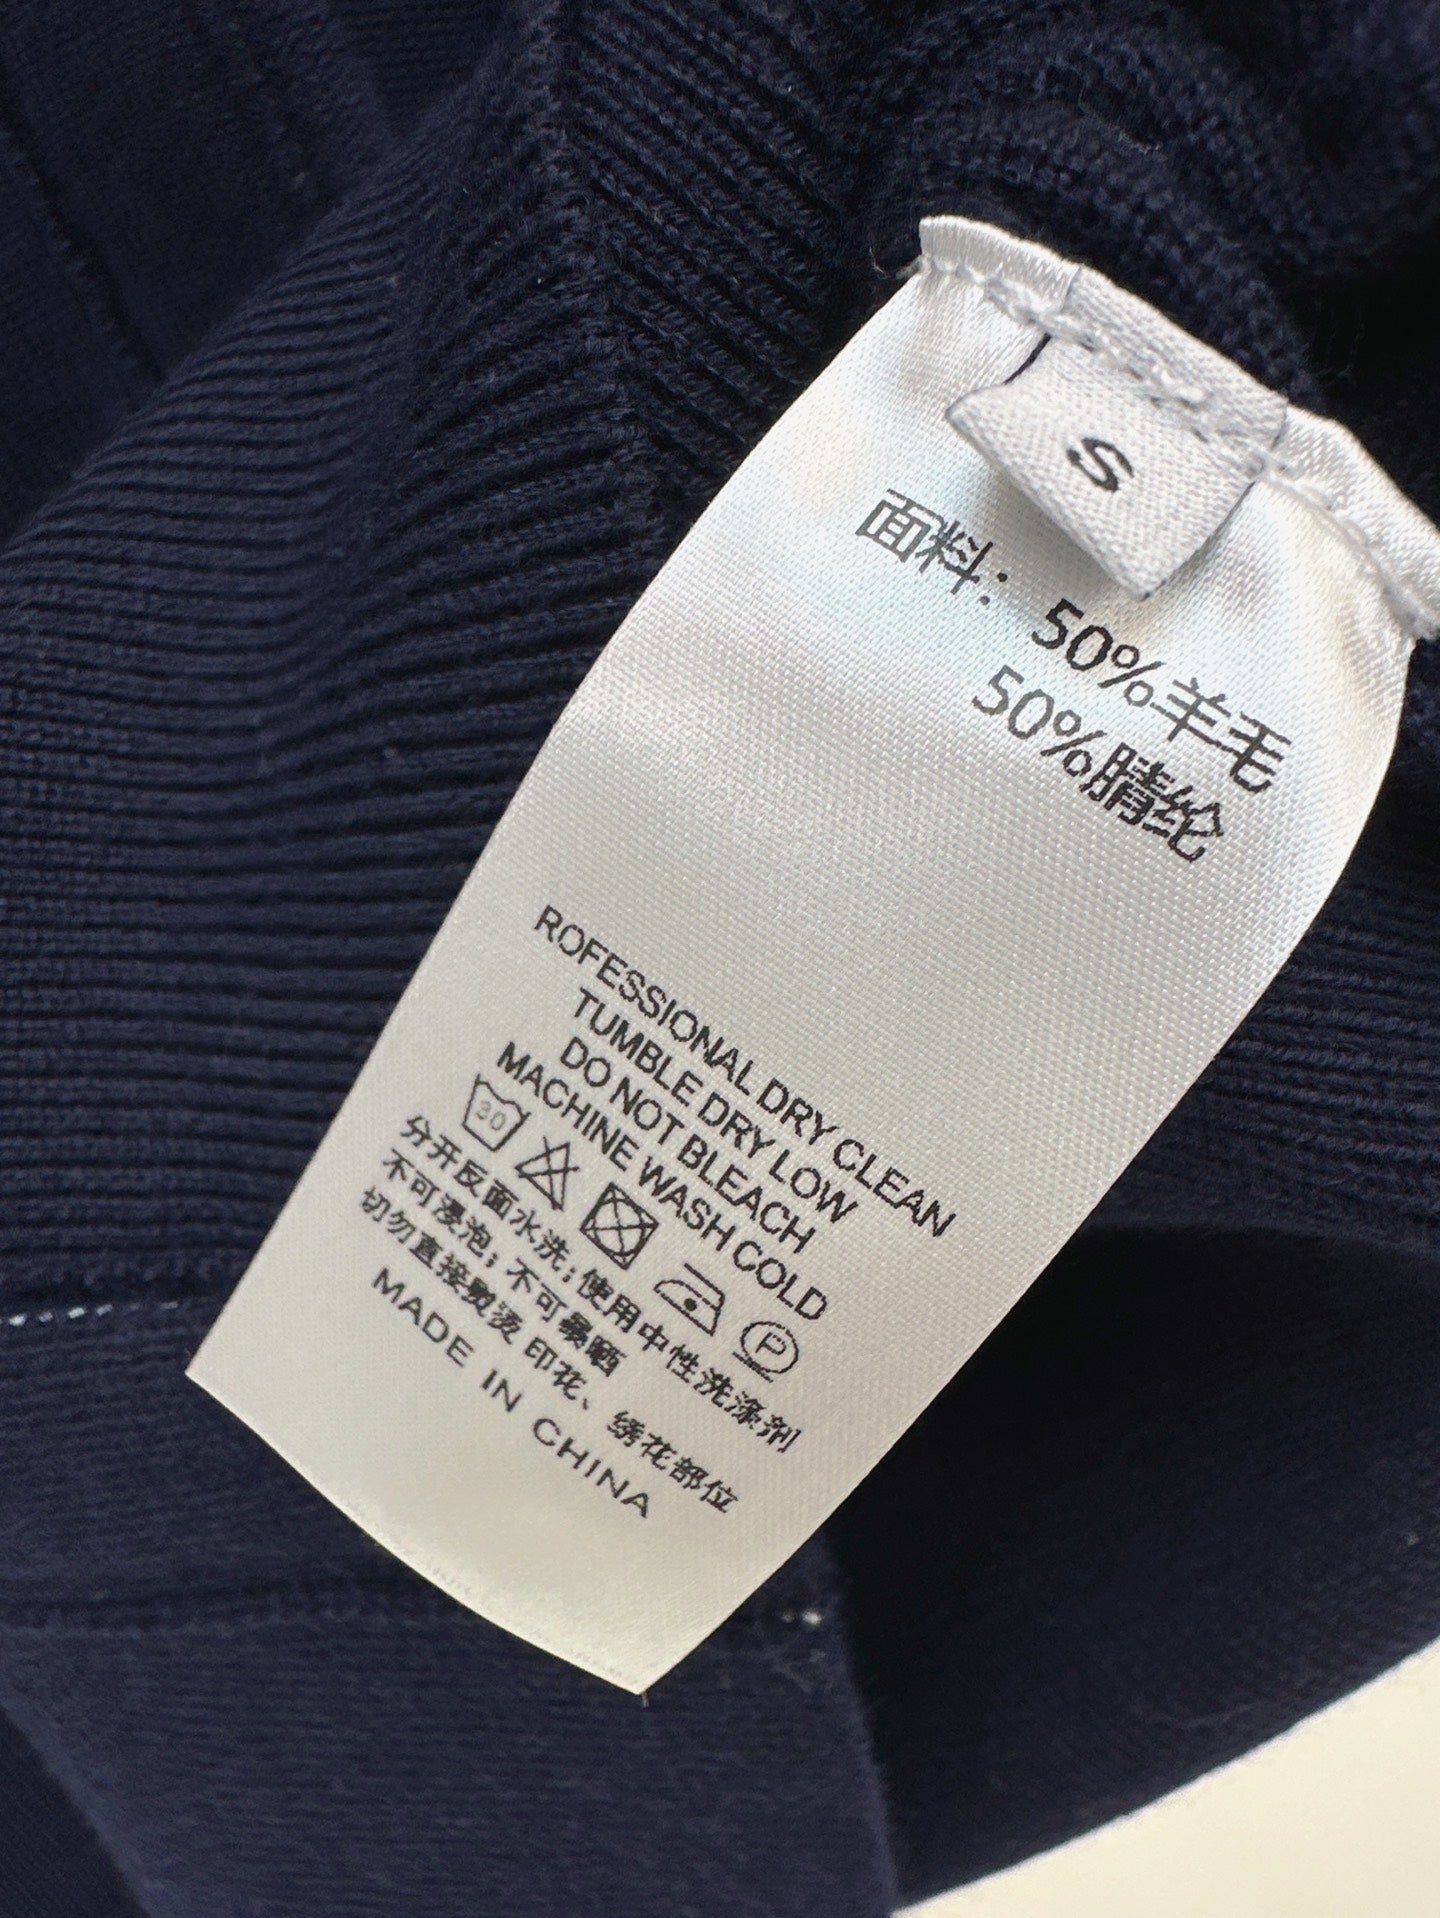 S
面料：50%羊毛
50%腈纶
ROFESSIONAL DRY CLEAN
TUMBLE DRY LOW
DO NOT BLEACH
MACHINE WASH COLD
30
P
分开反面水洗；使用中性洗涤剂
不可浸泡；不可暴晒
切勿直接熨烫 印花、绣花部位
MADE IN CHINA